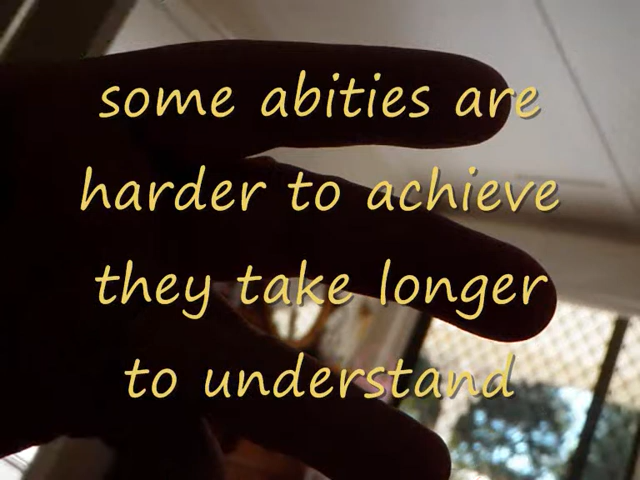 some abities are
harder to achieve
they take longer
to understand